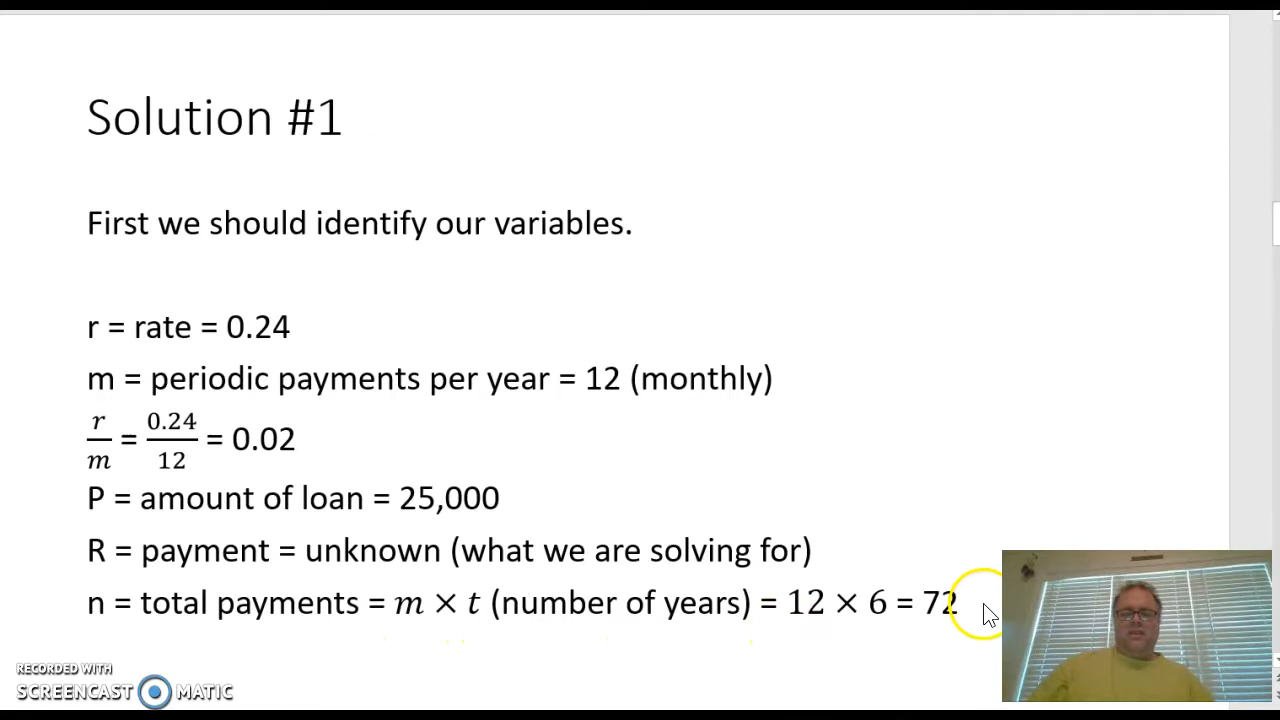 Solution #1
First we should identify our variables.
r = rate = 0.24
m = periodic payments per year = 12 (monthly)
r/m = 0.24/12 = 0.02
P = amount of loan = 25,000
R = payment = unknown (what we are solving for)
n = total payments = m × t (number of years) = 12 × 6 = 72
RECORDED WITH
SCREENCAST MATIC